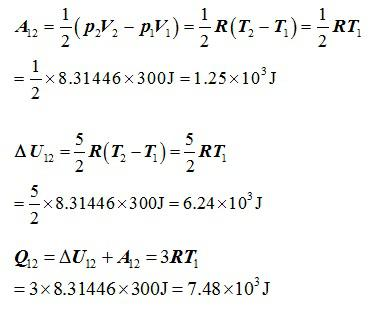 A₁₂ = 1/2(p₂V₂ − p₁V₁) = 1/2 R(T₂ − T₁) = 1/2 RT₁
= 1/2 × 8.31446 × 300J = 1.25 × 10³ J
ΔU₁₂ = 5/2 R(T₂ − T₁) = 5/2 RT₁
= 5/2 × 8.31446 × 300J = 6.24 × 10³ J
Q₁₂ = ΔU₁₂ + A₁₂ = 3RT₁
= 3 × 8.31446 × 300J = 7.48 × 10³ J